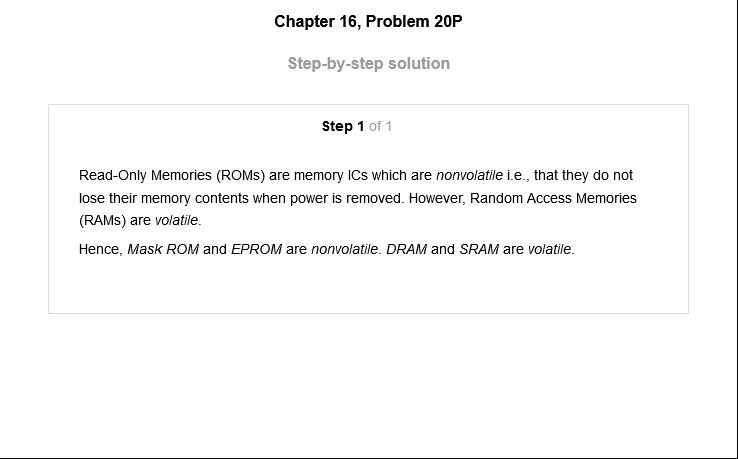 Chapter 16, Problem 20P
Step-by-step solution
Step 1 of 1
Read-Only Memories (ROMs) are memory ICs which are nonvolatile i.e., that they do not
lose their memory contents when power is removed. However, Random Access Memories
(RAMs) are volatile.
Hence, Mask ROM and EPROM are nonvolatile. DRAM and SRAM are volatile.